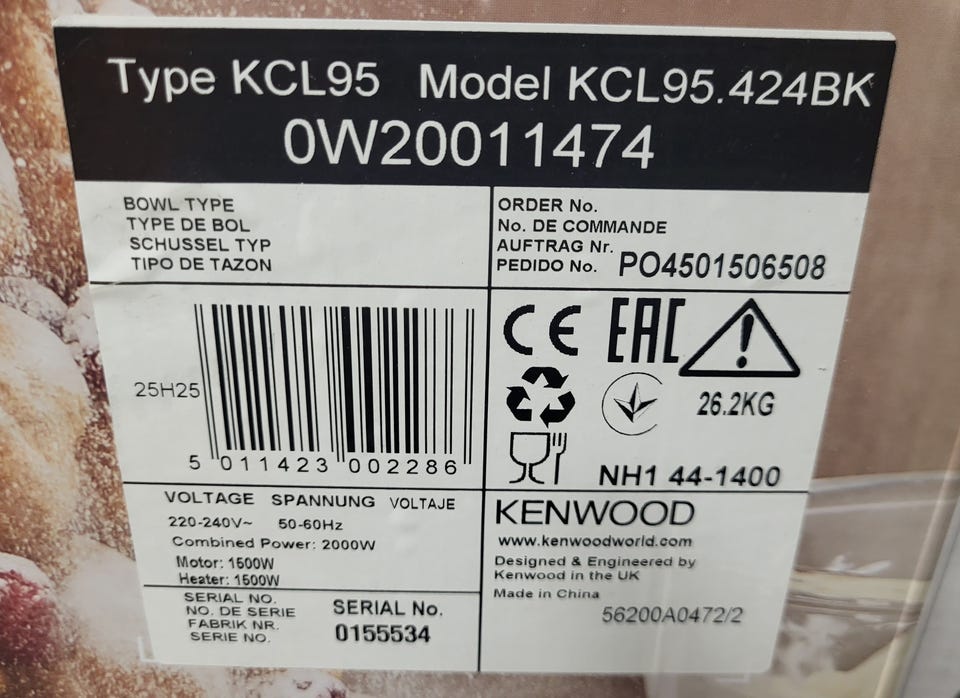 Type KCL95 Model KCL95.424BK
0W20011474
BOWL TYPE
TYPE DE BOL
SCHUSSEL TYP
TIPO DE TAZON
ORDER No.
No. DE COMMANDE
AUFTRAG Nr.
PEDIDO No. PO4501506508
25H25
5 011423 002286
CE EAC
26.2KG
NH1 44-1400
VOLTAGE SPANNUNG VOLTAJE
220-240V~ 50-60Hz
Combined Power: 2000W
Motor: 1500W
Heater: 1500W
SERIAL NO.
NO. DE SERIE
FABRIK NR.
SERIE NO.
SERIAL No.
0155534
KENWOOD
www.kenwoodworld.com
Designed & Engineered by
Kenwood in the UK
Made in China
56200A0472/2